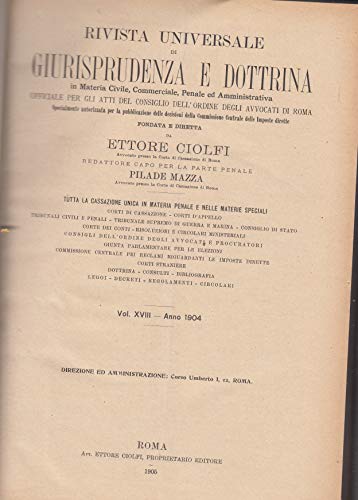 RIVISTA UNIVERSALE
DI
GIURISPRUDENZA E DOTTRINA
in Materia Civile, Commerciale, Penale ed Amministrativa
OFFICIALE PER GLI ATTI DEL CONSIGLIO DELL'ORDINE DEGLI AVVOCATI DI ROMA
Specialmente autorizzata per la pubblicazione delle decisioni della Commissione Centrale delle Imposte dirette
FONDATA E DIRETTA
DA
ETTORE CIOLFI
Avvocato presso la Corte di Cassazione di Roma
REDATTORE CAPO PER LA PARTE PENALE
PILADE MAZZA
Avvocato presso la Corte di Cassazione di Roma
TUTTA LA CASSAZIONE UNICA IN MATERIA PENALE E NELLE MATERIE SPECIALI
CORTI DI CASSAZIONE - CORTI D'APPELLO
TRIBUNALI CIVILI E PENALI - TRIBUNALE SUPREMO DI GUERRA E MARINA - CONSIGLIO DI STATO
CORTE DEI CONTI - RISOLUZIONI E CIRCOLARI MINISTERIALI
CONSIGLI DELL'ORDINE DEGLI AVVOCATI E PROCURATORI
GIUNTA PARLAMENTARE PER LE ELEZIONI
COMMISSIONE CENTRALE PEI RECLAMI RIGUARDANTI LE IMPOSTE DIRETTE
CORTI STRANIERE
DOTTRINA - CONSULTI - BIBLIOGRAFIA
LEGGI - DECRETI e REGOLAMENTI - CIRCOLARI
Vol. XVIII — Anno 1904
DIREZIONE ED AMMINISTRAZIONE: Corso Umberto I, ROMA.
ROMA
Avv. ETTORE CIOLFI, PROPRIETARIO EDITORE
1905